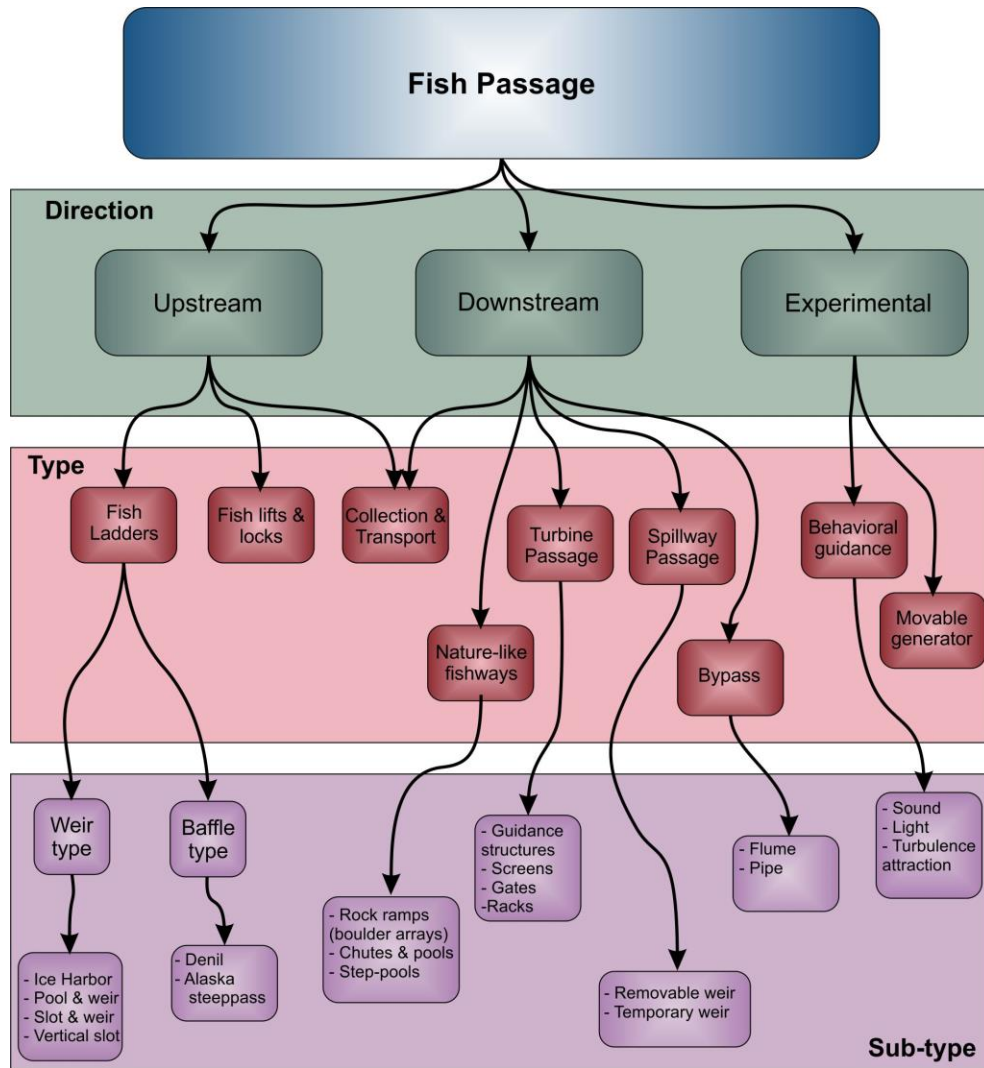 Fish Passage
Direction
Upstream
Downstream
Experimental
Type
Fish
Ladders
Fish lifts &
locks
Collection &
Transport
Turbine
Passage
Spillway
Passage
Behavioral
guidance
Movable
generator
Nature-like
fishways
Bypass
Weir
type
Baffle
type
- Guidance
structures
- Screens
- Gates
-Racks
- Flume
- Pipe
- Sound
- Light
- Turbulence
attraction
- Rock ramps
(boulder arrays)
- Chutes & pools
- Step-pools
- Ice Harbor
- Pool & weir
- Slot & weir
- Vertical slot
- Denil
- Alaska
steeppass
- Removable weir
- Temporary weir
Sub-type